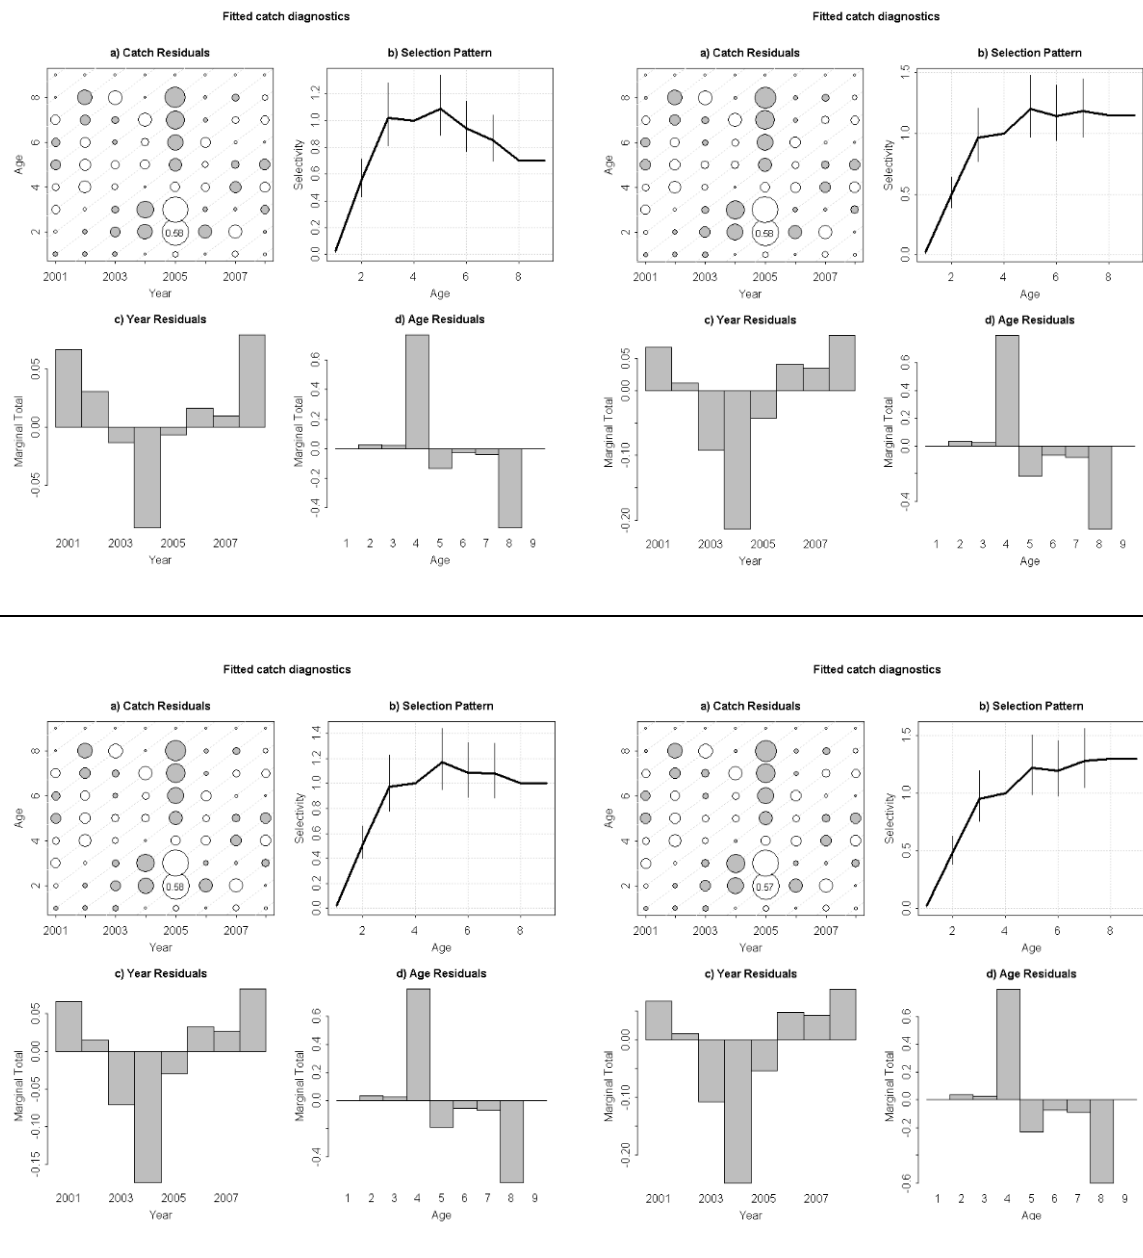 Fitted catch diagnostics
a) Catch Residuals
Age
8
6
4
2
0.58
2001 2003 2005 2007
Year
b) Selection Pattern
Selectivity
1.2
1.0
0.8
0.6
0.4
0.2
0.0
2 4 6 8
Age
c) Year Residuals
Marginal Total
0.05
0.00
-0.05
2001 2003 2005 2007
Year
d) Age Residuals
Marginal Total
0.6
0.4
0.2
0.0
-0.2
-0.4
1 2 3 4 5 6 7 8 9
Age
Fitted catch diagnostics
a) Catch Residuals
Age
8
6
4
2
0.58
2001 2003 2005 2007
Year
b) Selection Pattern
Selectivity
1.5
1.0
0.5
0.0
2 4 6 8
Age
c) Year Residuals
Marginal Total
0.05
0.00
-0.10
-0.20
2001 2003 2005 2007
Year
d) Age Residuals
Marginal Total
0.6
0.4
0.2
0.0
-0.4
1 2 3 4 5 6 7 8 9
Age
Fitted catch diagnostics
a) Catch Residuals
Age
8
6
4
2
0.58
2001 2003 2005 2007
Year
b) Selection Pattern
Selectivity
1.4
1.2
1.0
0.8
0.6
0.4
0.2
0.0
2 4 6 8
Age
c) Year Residuals
Marginal Total
0.05
0.00
-0.05
-0.10
-0.15
2001 2003 2005 2007
Year
d) Age Residuals
Marginal Total
0.6
0.4
0.2
0.0
-0.4
1 2 3 4 5 6 7 8 9
Age
Fitted catch diagnostics
a) Catch Residuals
Age
8
6
4
2
0.57
2001 2003 2005 2007
Year
b) Selection Pattern
Selectivity
1.5
1.0
0.5
0.0
2 4 6 8
Age
c) Year Residuals
Marginal Total
0.00
-0.10
-0.20
2001 2003 2005 2007
Year
d) Age Residuals
Marginal Total
0.6
0.4
0.2
0.0
-0.2
-0.6
1 2 3 4 5 6 7 8 9
Age